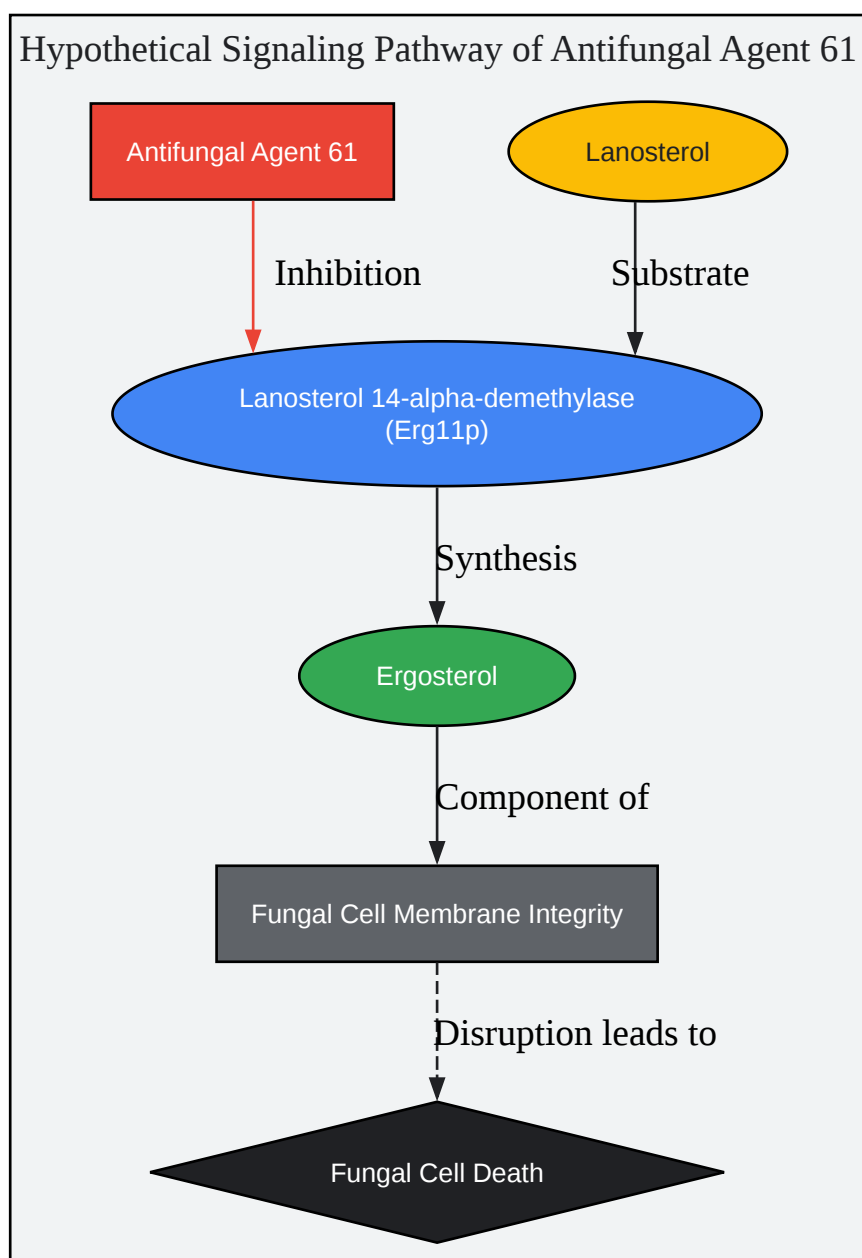 Hypothetical Signaling Pathway of Antifungal Agent 61
Antifungal Agent 61
Lanosterol
Inhibition
Substrate
Lanosterol 14-alpha-demethylase
(Erg11p)
Synthesis
Ergosterol
Component of
Fungal Cell Membrane Integrity
Disruption leads to
Fungal Cell Death